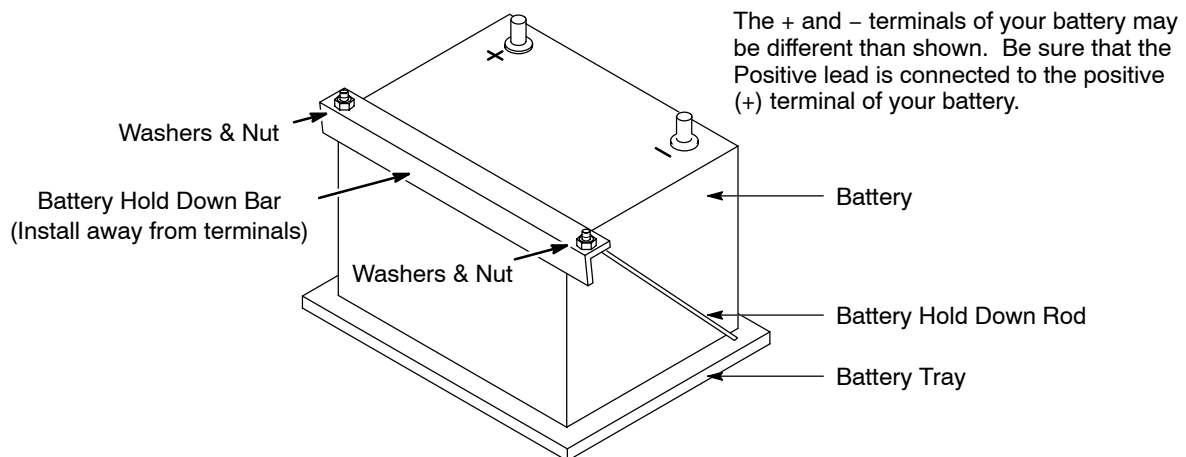 The + and – terminals of your battery may
be different than shown. Be sure that the
Positive lead is connected to the positive
(+) terminal of your battery.
+
–
Washers & Nut
Battery
Battery Hold Down Bar
(Install away from terminals)
Washers & Nut
Battery Hold Down Rod
Battery Tray